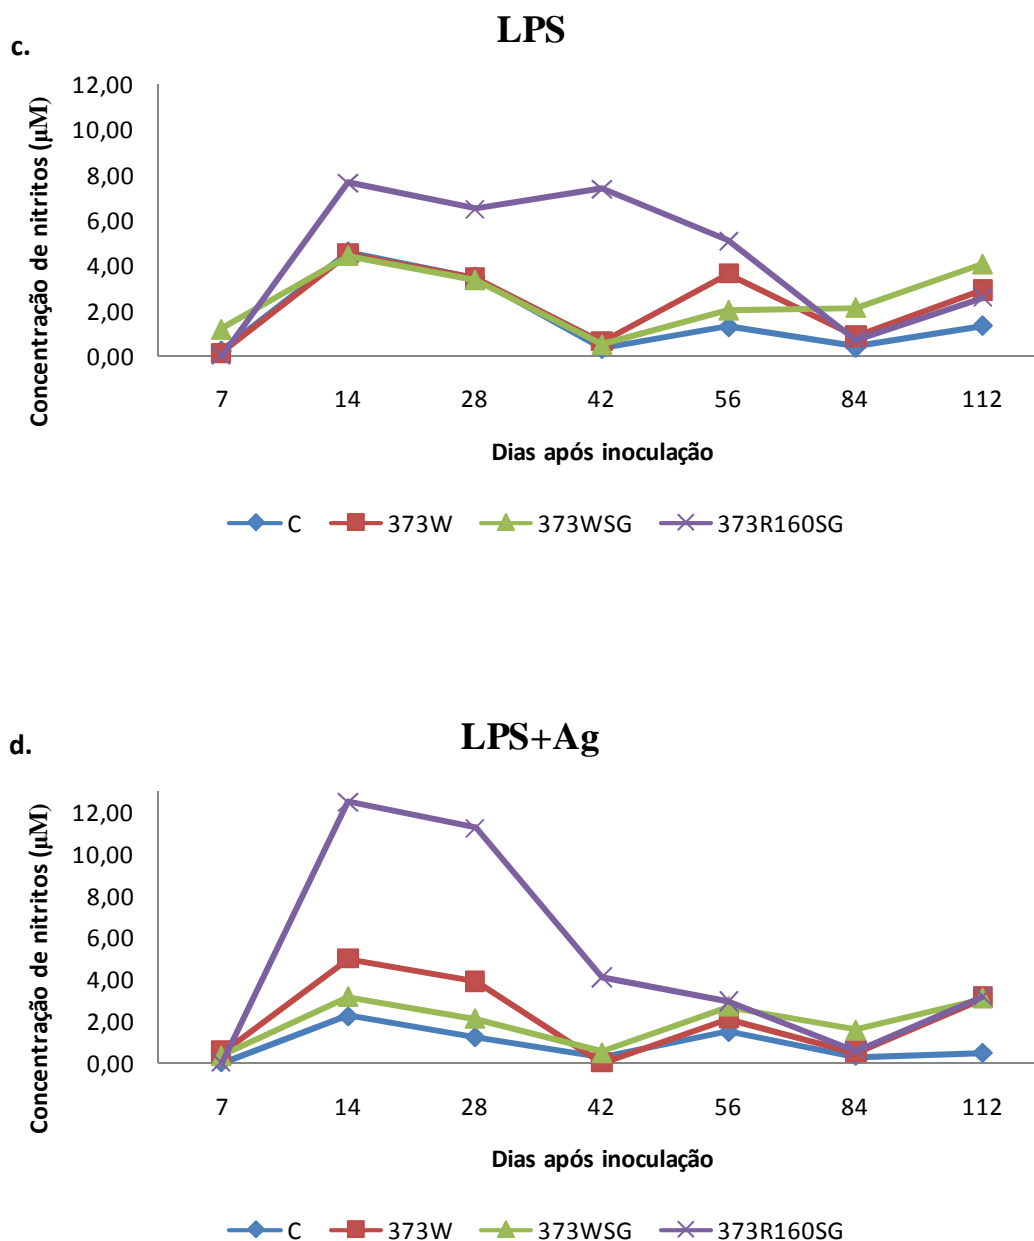 c.
LPS
Concentração de nitritos (µM)
12,00
10,00
8,00
6,00
4,00
2,00
0,00
7 14 28 42 56 84 112
Dias após inoculação
C 373W 373WSG 373R160SG
d.
LPS+Ag
Concentração de nitritos (µM)
12,00
10,00
8,00
6,00
4,00
2,00
0,00
7 14 28 42 56 84 112
Dias após inoculação
C 373W 373WSG 373R160SG